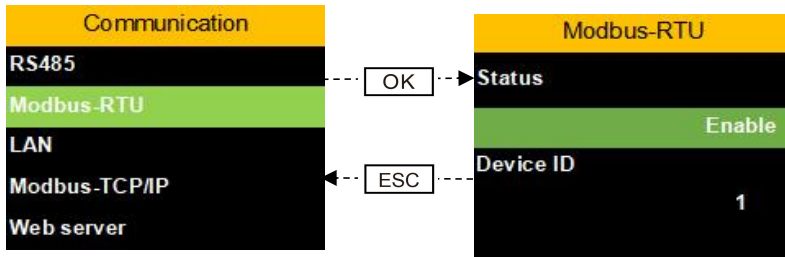 Communication
RS485
Modbus-RTU
LAN
Modbus-TCP/IP
Web server
OK
ESC
Modbus-RTU
Status
Enable
Device ID
1